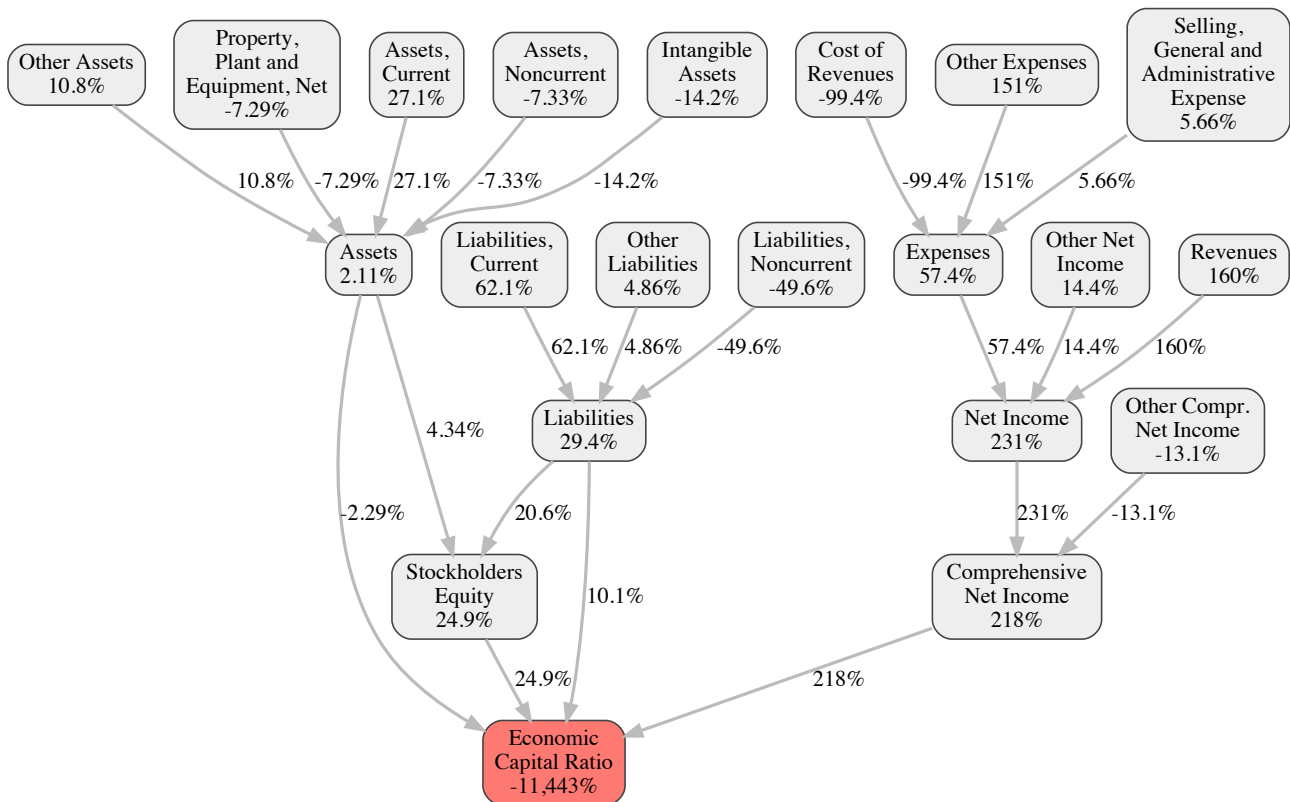 Other Assets
10.8%
Property,
Plant and
Equipment, Net
-7.29%
Assets,
Current
27.1%
Assets,
Noncurrent
-7.33%
Intangible
Assets
-14.2%
Cost of
Revenues
-99.4%
Other Expenses
151%
Selling,
General and
Administrative
Expense
5.66%
10.8%
-7.29%
27.1%
-7.33%
-14.2%
-99.4%
151%
5.66%
Assets
2.11%
Liabilities,
Current
62.1%
Other
Liabilities
4.86%
Liabilities,
Noncurrent
-49.6%
Expenses
57.4%
Other Net
Income
14.4%
Revenues
160%
62.1%
4.86%
-49.6%
57.4%
14.4%
160%
4.34%
Liabilities
29.4%
Net Income
231%
Other Compr.
Net Income
-13.1%
-2.29%
20.6%
231%
-13.1%
Stockholders
Equity
24.9%
10.1%
Comprehensive
Net Income
218%
24.9%
218%
Economic
Capital Ratio
-11,443%